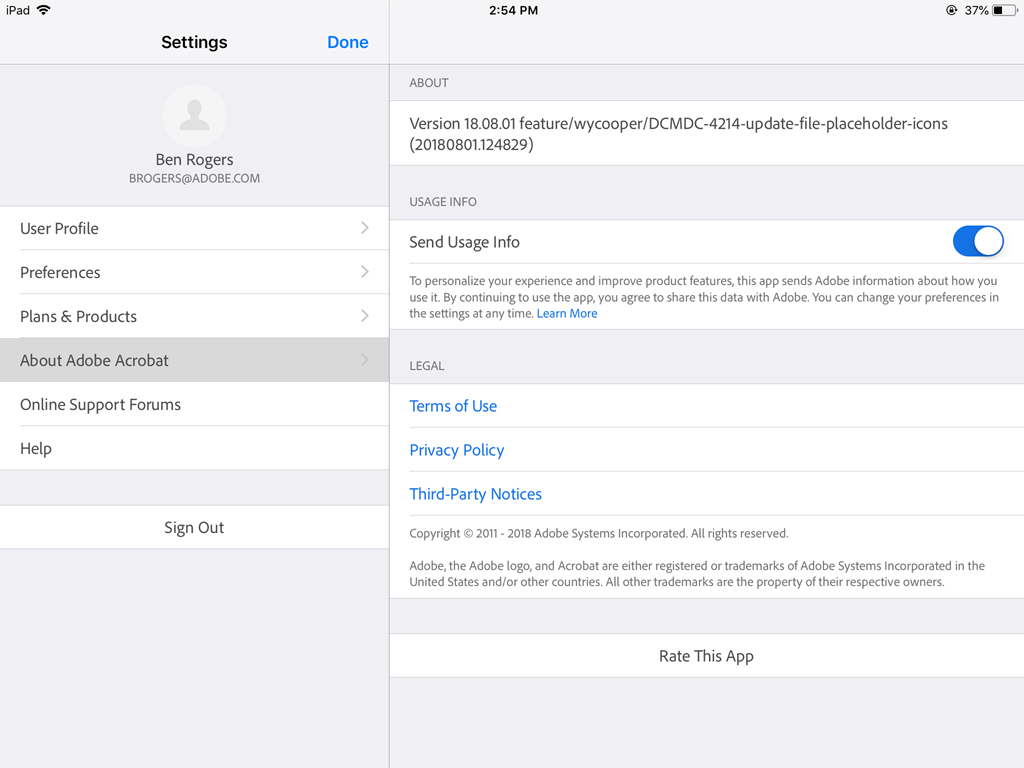 iPad
2:54 PM
37%
Settings
Done
Ben Rogers
BROGERS@ADOBE.COM
User Profile
Preferences
Plans & Products
About Adobe Acrobat
Online Support Forums
Help
Sign Out
ABOUT
Version 18.08.01 feature/wycooper/DCMDC-4214-update-file-placeholder-icons
(20180801.124829)
USAGE INFO
Send Usage Info
To personalize your experience and improve product features, this app sends Adobe information about how you
use it. By continuing to use the app, you agree to share this data with Adobe. You can change your preferences in
the settings at any time. Learn More
LEGAL
Terms of Use
Privacy Policy
Third-Party Notices
Copyright © 2011 - 2018 Adobe Systems Incorporated. All rights reserved.
Adobe, the Adobe logo, and Acrobat are either registered or trademarks of Adobe Systems Incorporated in the
United States and/or other countries. All other trademarks are the property of their respective owners.
Rate This App